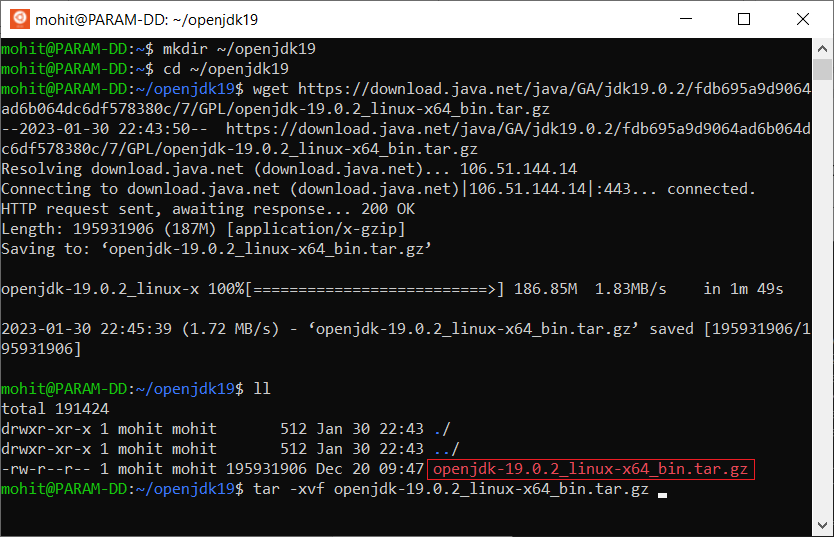 mohit@PARAM-DD: ~/openjdk19
mohit@PARAM-DD:~$ mkdir ~/openjdk19
mohit@PARAM-DD:~$ cd ~/openjdk19
mohit@PARAM-DD:~/openjdk19$ wget https://download.java.net/java/GA/jdk19.0.2/fdb695a9d9064
ad6b064dc6df578380c/7/GPL/openjdk-19.0.2_linux-x64_bin.tar.gz
--2023-01-30 22:43:50--  https://download.java.net/java/GA/jdk19.0.2/fdb695a9d9064ad6b064d
c6df578380c/7/GPL/openjdk-19.0.2_linux-x64_bin.tar.gz
Resolving download.java.net (download.java.net)... 106.51.144.14
Connecting to download.java.net (download.java.net)|106.51.144.14|:443... connected.
HTTP request sent, awaiting response... 200 OK
Length: 195931906 (187M) [application/x-gzip]
Saving to: ‘openjdk-19.0.2_linux-x64_bin.tar.gz’
openjdk-19.0.2_linux-x 100%[==========================>] 186.85M  1.83MB/s    in 1m 49s
2023-01-30 22:45:39 (1.72 MB/s) - ‘openjdk-19.0.2_linux-x64_bin.tar.gz’ saved [195931906/1
95931906]
mohit@PARAM-DD:~/openjdk19$ ll
total 191424
drwxr-xr-x 1 mohit mohit       512 Jan 30 22:43 ./
drwxr-xr-x 1 mohit mohit       512 Jan 30 22:43 ../
-rw-r--r-- 1 mohit mohit 195931906 Dec 20 09:47 openjdk-19.0.2_linux-x64_bin.tar.gz
mohit@PARAM-DD:~/openjdk19$ tar -xvf openjdk-19.0.2_linux-x64_bin.tar.gz